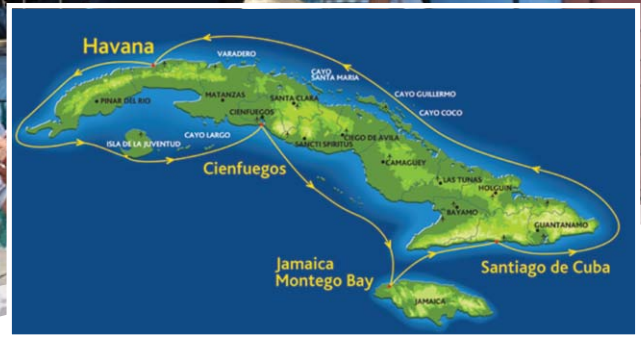 Havana
VARADERO
CAYO
SANTA MARIA
CAYO GUILLERMO
CAYO COCO
PINAR DEL RIO
MATANZAS
SANTA CLARA
CIENFUEGOS
CIEGO DE AVILA
SANCTI SPIRITUS
ISLA DE LA JUVENTUD
CAYO LARGO
Cienfuegos
CAMAGUEY
LAS TUNAS
HOLGUIN
BAYAMO
GUANTANAMO
Jamaica
Montego Bay
Santiago de Cuba
JAMAICA